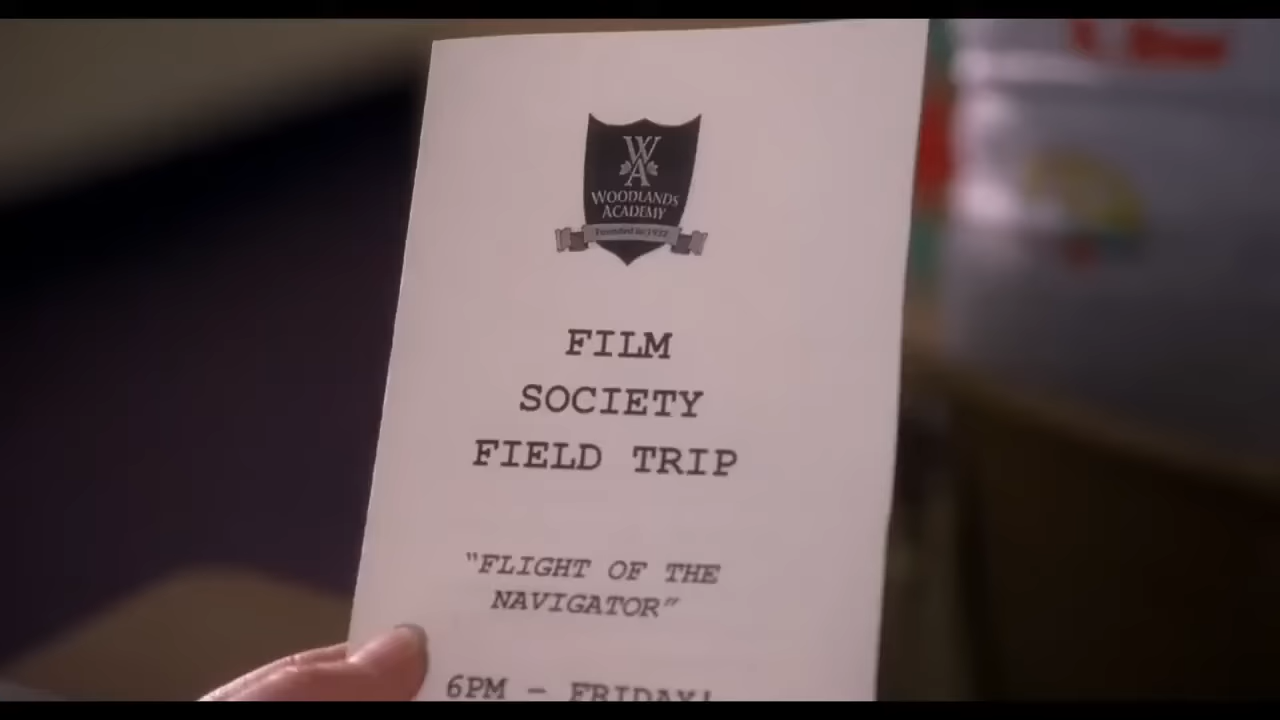 WA
WOODLANDS
ACADEMY
FILM
SOCIETY
FIELD TRIP
"FLIGHT OF THE
NAVIGATOR"
6PM - FRIDAY!